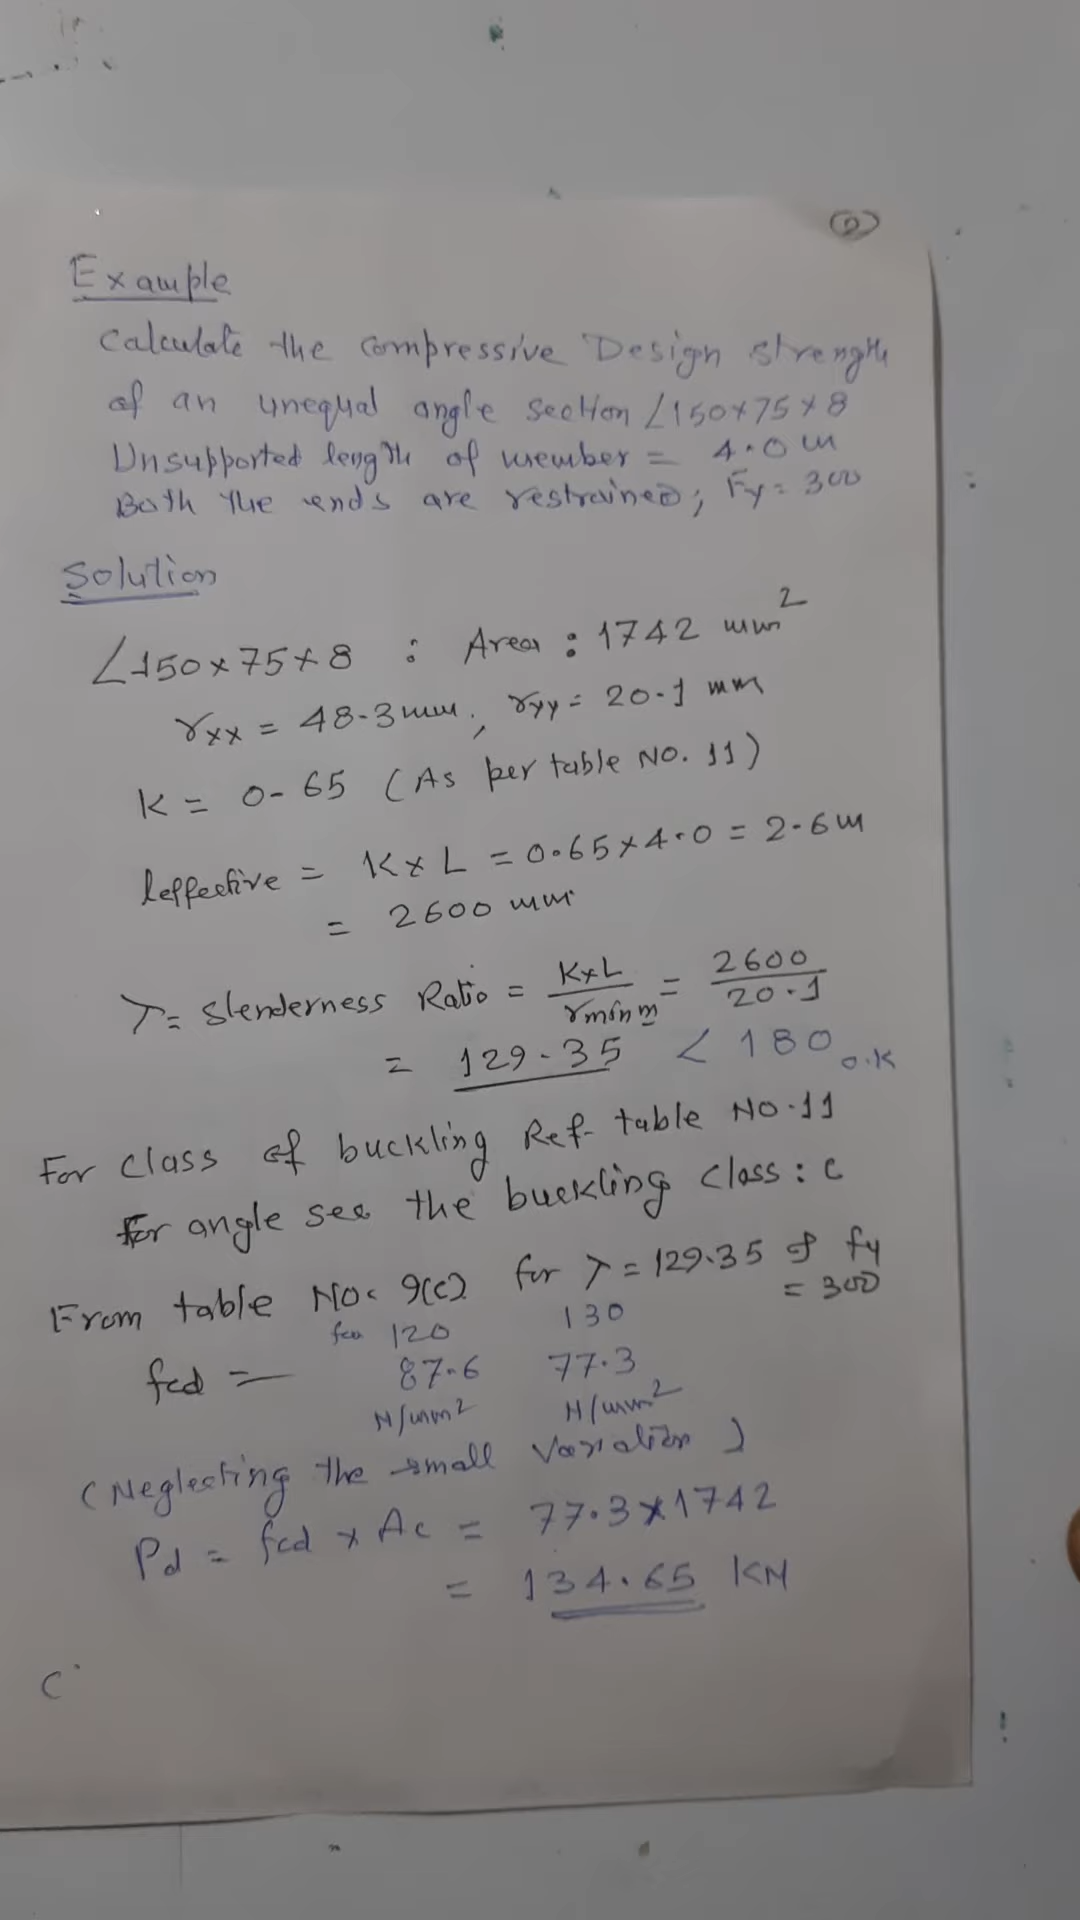 2
Example
Calculate the compressive Design strength
of an unequal angle section ∠150×75×8
Unsupported length of member = 4.0 m
Both the ends are restrained; Fy = 300
Solution
∠150×75×8 : Area : 1742 mm²
rxx = 48.3 mm, ryy = 20.1 mm
K = 0.65 (As per table No. 11)
leffective = K×L = 0.65×4.0 = 2.6 m
= 2600 mm
λ = Slenderness Ratio = K×L / rminm = 2600 / 20.1
= 129.35 < 180 O.K
For Class of buckling Ref. table No.11
For angle see the buckling class : c
From table No. 9(c) for λ = 129.35 & fy = 300
for 120 130
fcd = 87.6 77.3
N/mm² N/mm²
(Neglecting the small Variation)
Pd = fcd × Ac = 77.3×1742
= 134.65 KN
(